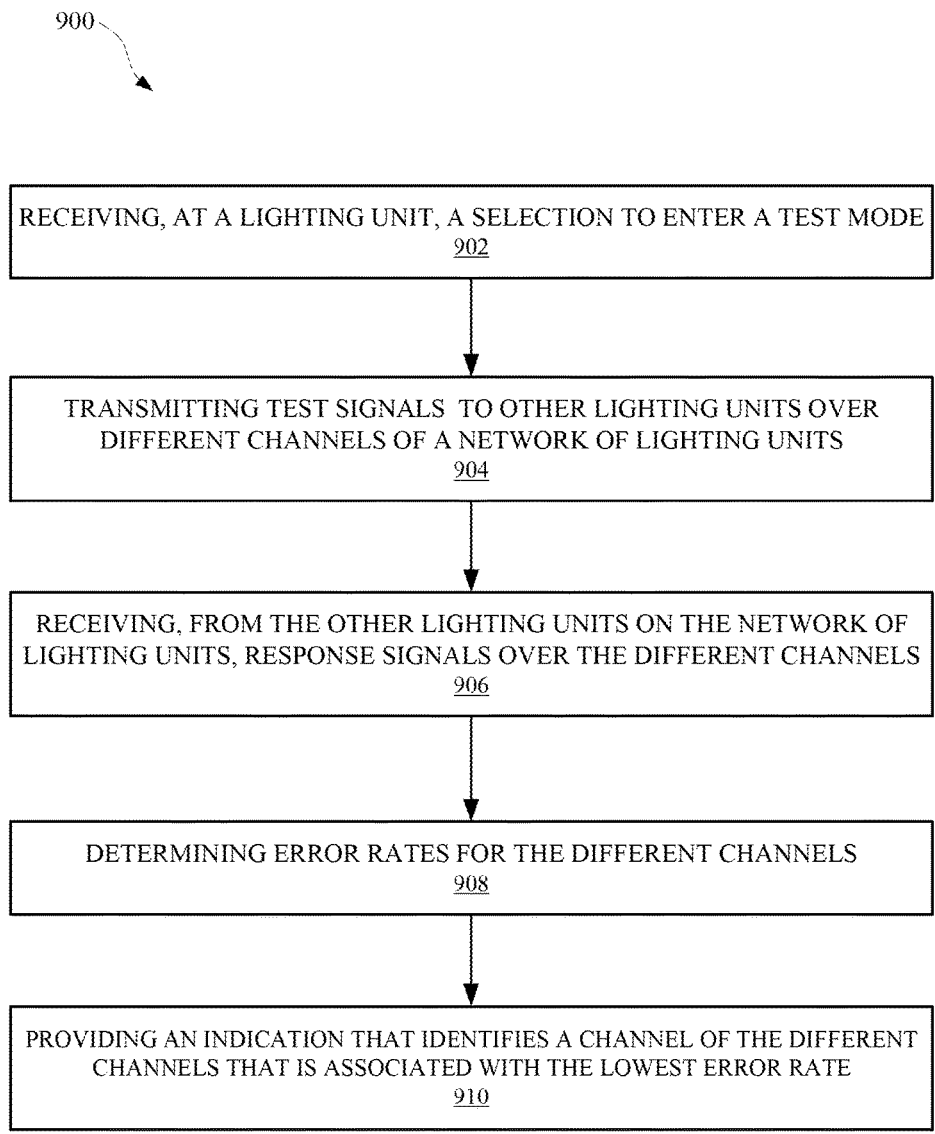 900
RECEIVING, AT A LIGHTING UNIT, A SELECTION TO ENTER A TEST MODE
902
TRANSMITTING TEST SIGNALS TO OTHER LIGHTING UNITS OVER
DIFFERENT CHANNELS OF A NETWORK OF LIGHTING UNITS
904
RECEIVING, FROM THE OTHER LIGHTING UNITS ON THE NETWORK OF
LIGHTING UNITS, RESPONSE SIGNALS OVER THE DIFFERENT CHANNELS
906
DETERMINING ERROR RATES FOR THE DIFFERENT CHANNELS
908
PROVIDING AN INDICATION THAT IDENTIFIES A CHANNEL OF THE DIFFERENT
CHANNELS THAT IS ASSOCIATED WITH THE LOWEST ERROR RATE
910